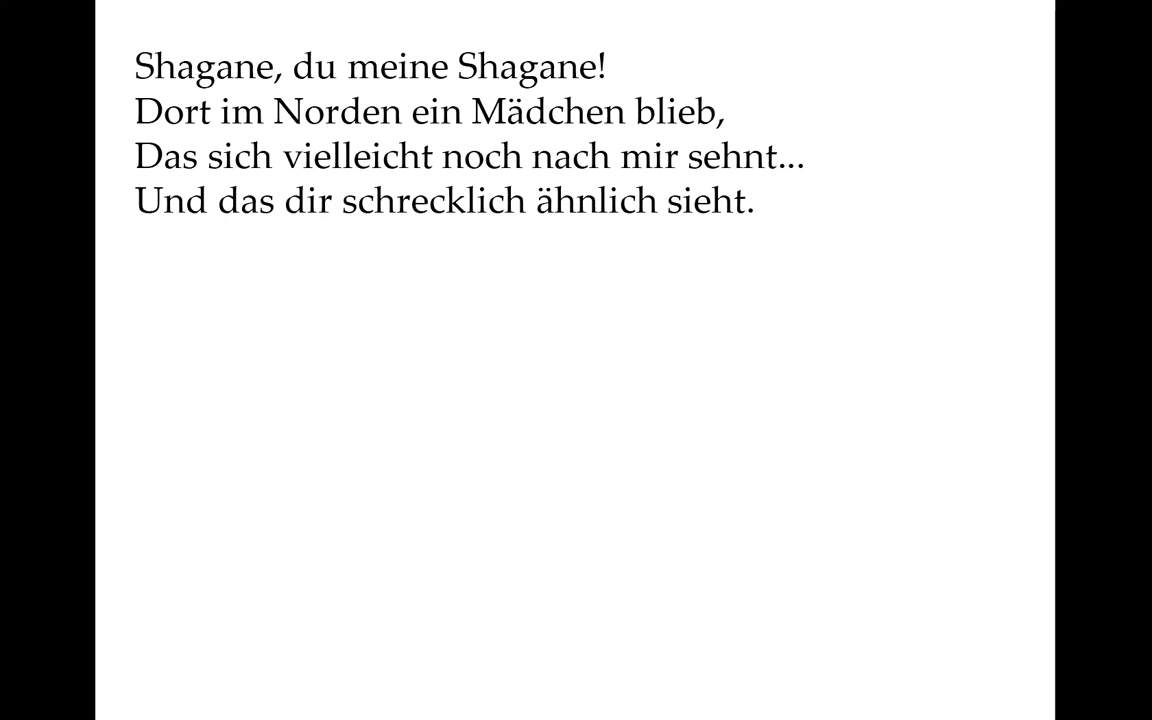 Shagane, du meine Shagane!
Dort im Norden ein Mädchen blieb,
Das sich vielleicht noch nach mir sehnt...
Und das dir schrecklich ähnlich sieht.